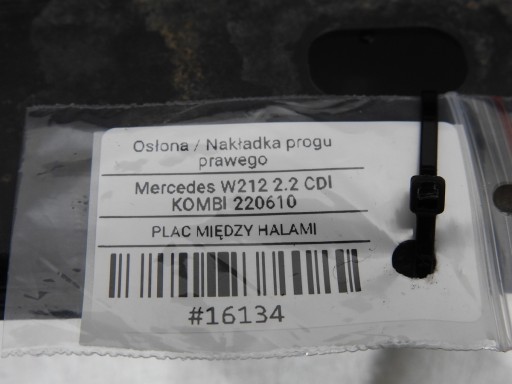 Osłona / Nakładka progu
prawego
Mercedes W212 2.2 CDI
KOMBI 220610
PLAC MIĘDZY HALAMI
#16134